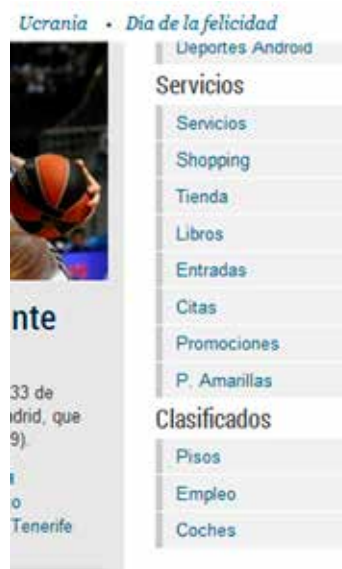 Ucrania • Día de la felicidad
Deportes Android
Servicios
Servicios
Shopping
Tienda
Libros
Entradas
Citas
Promociones
P. Amarillas
Clasificados
Pisos
Empleo
Coches
nte
33 de
drid, que
9).
o
Tenerife